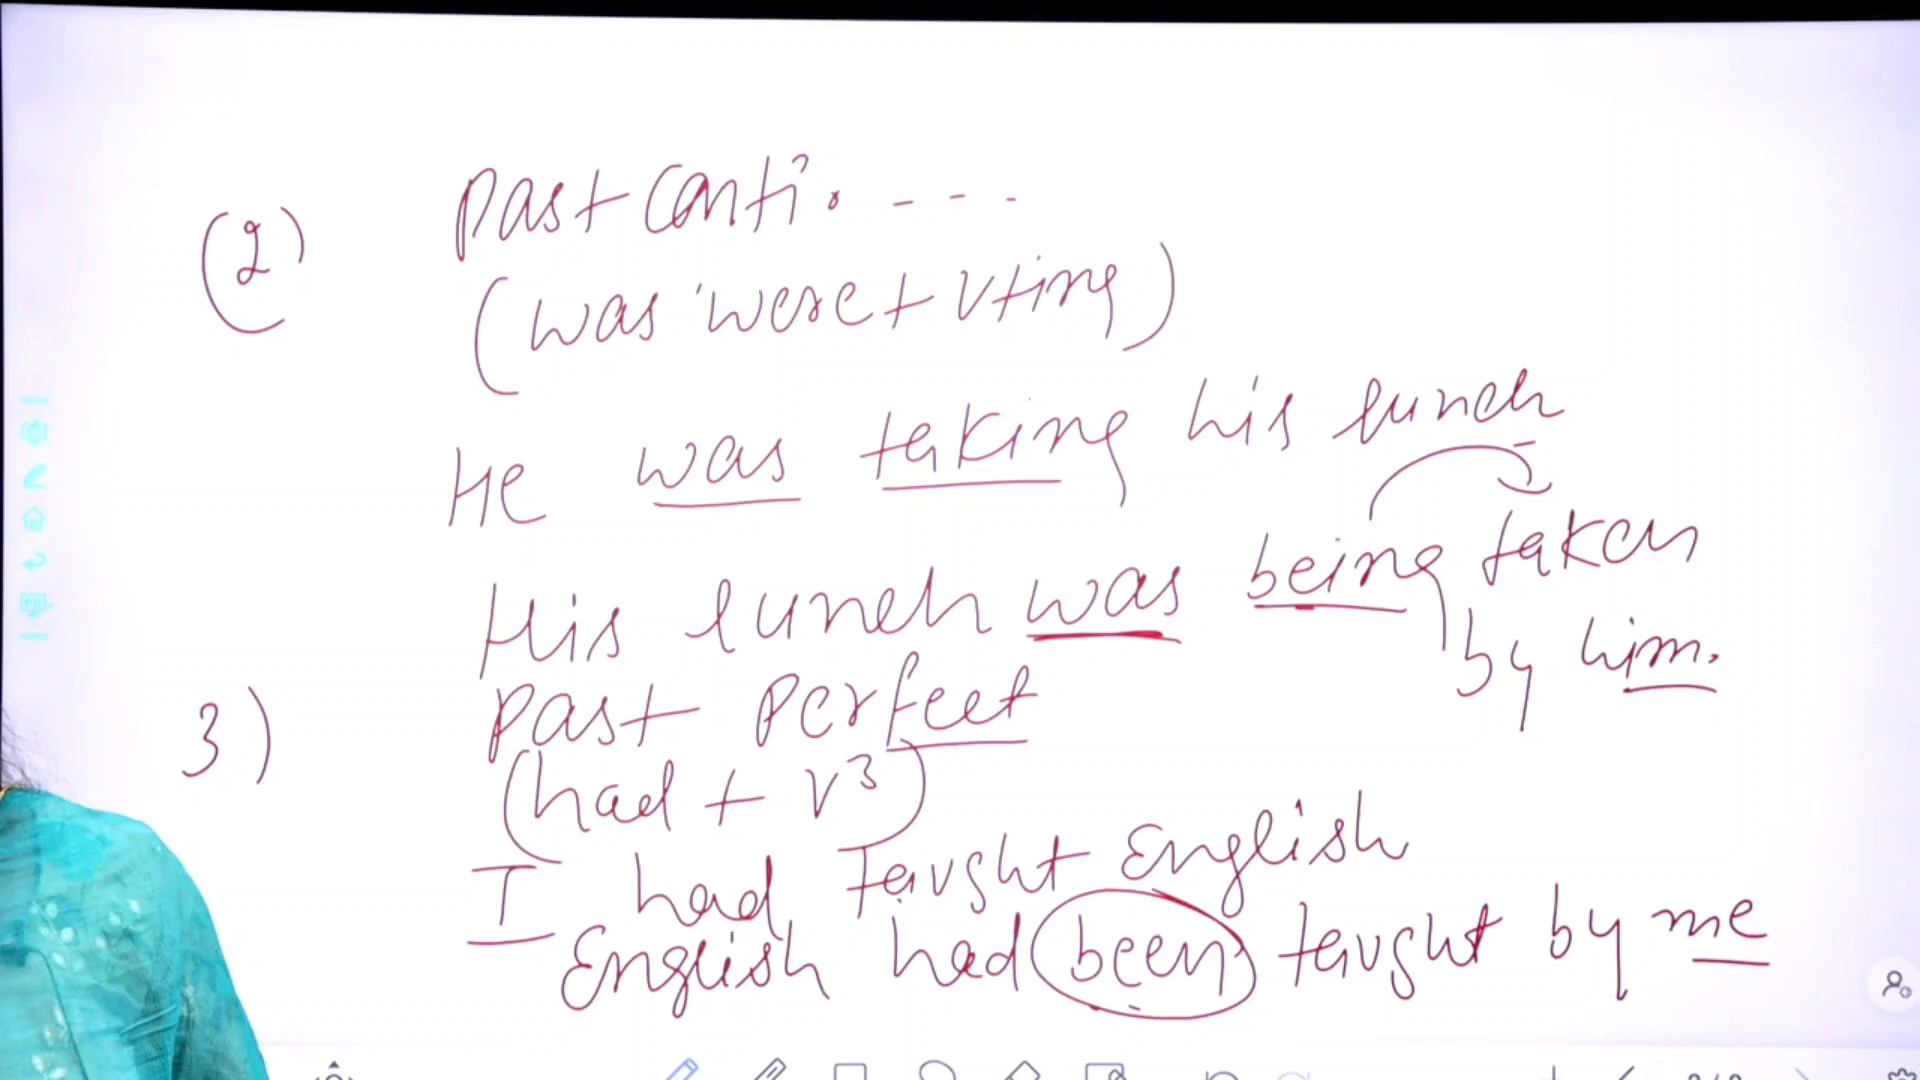 (2) Past Conti. - - -
(was were + V+ing)
He was taking his lunch
His lunch was being taken
by him.
3) Past Perfect
(had + V3)
I had Taught English
English had been taught by me